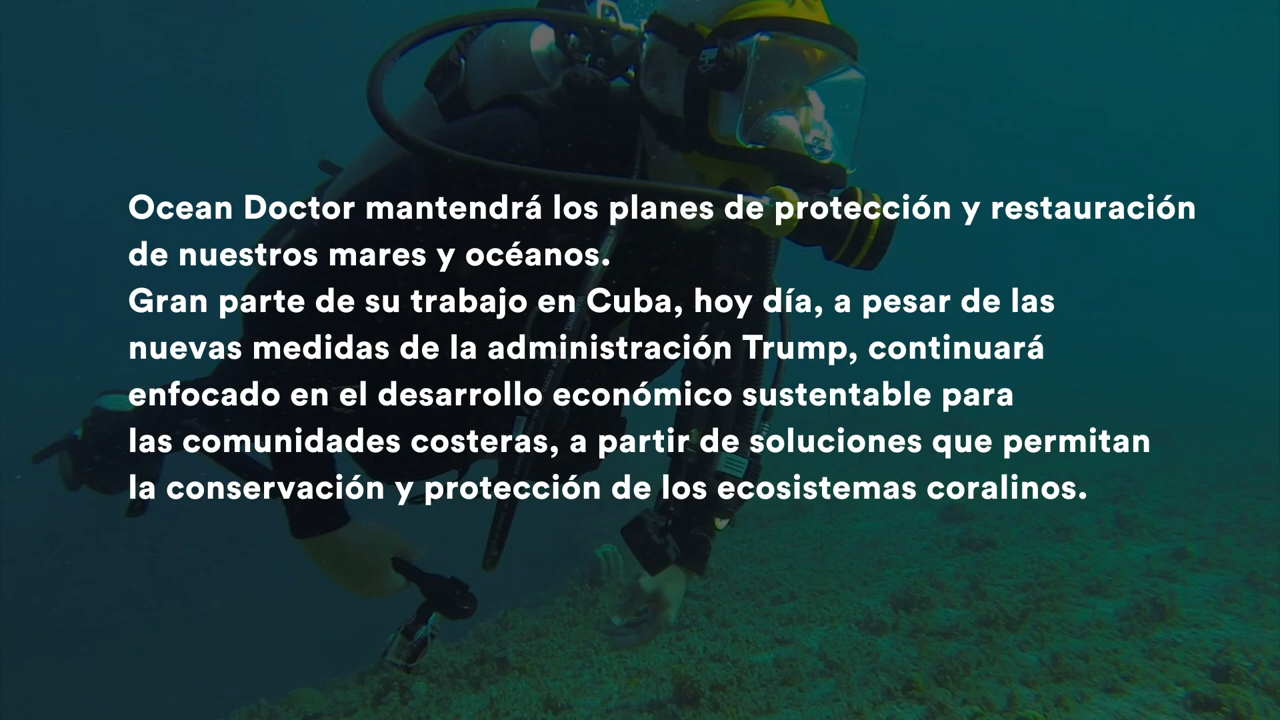 Ocean Doctor mantendrá los planes de protección y restauración
de nuestros mares y océanos.
Gran parte de su trabajo en Cuba, hoy día, a pesar de las
nuevas medidas de la administración Trump, continuará
enfocado en el desarrollo económico sustentable para
las comunidades costeras, a partir de soluciones que permitan
la conservación y protección de los ecosistemas coralinos.